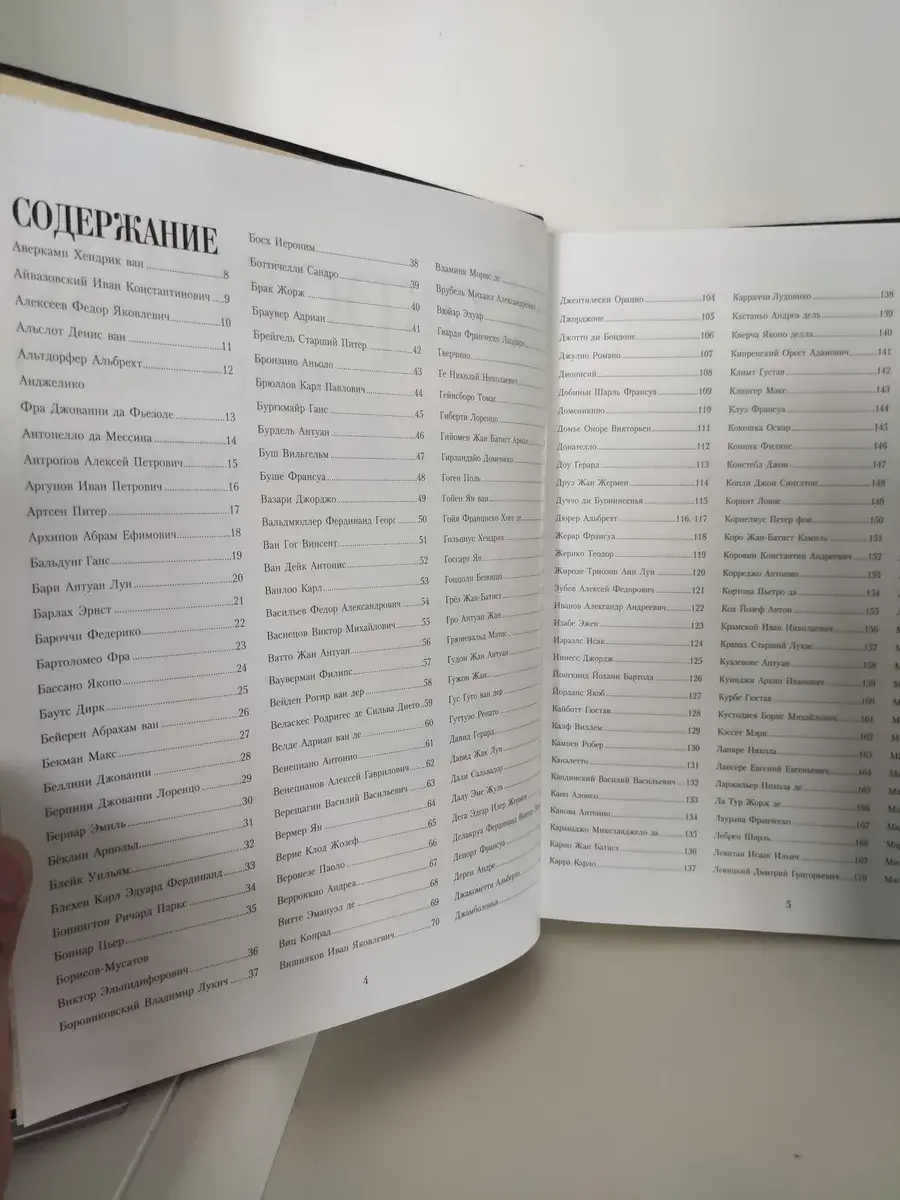 СОДЕРЖАНИЕ
Аверкамп Хендрик ван 8
Айвазовский Иван Константинович 9
Алексеев Федор Яковлевич 10
Альслот Денис ван 11
Альтдорфер Альбрехт 12
Анджелико
Фра Джованни да Фьезоле 13
Антонелло да Мессина 14
Антропов Алексей Петрович 15
Аргунов Иван Петрович 16
Артсен Питер 17
Архипов Абрам Ефимович 18
Бальдунг Ганс 19
Бари Антуан Луи 20
Барлах Эрнст 21
Бароччи Федерико 22
Бартоломео Фра 23
Бассано Якопо 24
Баутс Дирк 25
Бейерен Абрахам ван 26
Бекман Макс 27
Беллини Джованни 28
Бернини Джованни Лоренцо 29
Бернар Эмиль 30
Бёклин Арнольд 31
Блейк Уильям 32
Блехен Карл Эдуард Фердинанд 33
Бонингтон Ричард Паркс 34
Боннар Пьер 35
Борисов-Мусатов
Виктор Эльпидифорович 36
Боровиковский Владимир Лукич 37
Босх Иероним 38
Боттичелли Сандро 39
Брак Жорж 40
Браувер Адриан 41
Брейгель Старший Питер 42
Бронзино Аньоло 43
Брюллов Карл Павлович 44
Бургкмайр Ганс 45
Бурдель Антуан 46
Буш Вильгельм 47
Буше Франсуа 48
Вазари Джорджо 49
Вальдмюллер Фердинанд Георг 50
Ван Гог Винсент 51
Ван Дейк Антонис 52
Ванлоо Карл 53
Васильев Федор Александрович 54
Васнецов Виктор Михайлович 55
Ватто Жан Антуан 56
Вауверман Филипс 57
Вейден Рогир ван дер 58
Веласкес Родригес де Сильва Диего 59
Велде Адриан ван де 60
Венециано Антонио 61
Венецианов Алексей Гаврилович 62
Верещагин Василий Васильевич 63
Вермер Ян 64
Верне Клод Жозеф 65
Веронезе Паоло 66
Верроккио Андреа 67
Витте Эмануэл де 68
Виц Конрад 69
Вишняков Иван Яковлевич 70
Вламинк Морис де
Врубель Михаил Александрович
Вюйар Эдуар
Гварди Франческо Лаццаро
Гверчино
Ге Николай Николаевич
Гейнсборо Томас
Гиберти Лоренцо
Гийомен Жан Батист Арман
Гирландайо Доменико
Гоген Поль
Гойен Ян ван
Гойя Франциско Хосе де
Гольциус Хендрик
Госсарт Ян
Гоццоли Беноццо
Грёз Жан-Батист
Гро Антуан Жан
Грюневальд Матис
Гудон Жан Антуан
Гужон Жан
Гус Гуго ван дер
Гуттузо Ренато
Давид Герард
Давид Жак Луи
Дали Сальвадор
Далу Эме Жуль
Дега Эдгар Илер Жермен
Делакруа Фердинанд Виктор
Депорт Франсуа
Дерен Андре
Джакометти Альберто
Джамболонья
4
Джентилески Орацио 104
Джорджоне 105
Джотто ди Бондоне 106
Джулио Романо 107
Дионисий 108
Добиньи Шарль Франсуа 109
Доменикино 110
Домье Оноре Викторьен 111
Донателло 112
Доу Герард 113
Друэ Жан Жермен 114
Дуччо ди Буонинсенья 115
Дюрер Альбрехт 116, 117
Жерар Франсуа 118
Жерико Теодор 119
Жироде-Триозон Анн Луи 120
Зубов Алексей Федорович 121
Иванов Александр Андреевич 122
Изабе Эжен 123
Израэлс Исак 124
Иннесс Джордж 125
Йонгкинд Йоханн Бартолд 126
Йорданс Якоб 127
Кайботт Гюстав 128
Калф Виллем 129
Кампен Робер 130
Каналетто 131
Кандинский Василий Васильевич 132
Кано Алонсо 133
Канова Антонио 134
Караваджо Микеланджело да 135
Карпо Жан Батист 136
Карра Карло 137
Карраччи Лудовико 138
Кастаньо Андреа дель 139
Кверча Якопо делла 140
Кипренский Орест Адамович 141
Климт Густав 142
Клингер Макс 143
Клуэ Франсуа 144
Кокошка Оскар 145
Конинк Филипс 146
Констебл Джон 147
Копли Джон Синглтон 148
Коринт Ловис 149
Корнелиус Петер фон 150
Коро Жан-Батист Камиль 151
Коровин Константин Андреевич 152
Корреджо Антонио 153
Кортона Пьетро да 154
Кох Йозеф Антон 155
Крамской Иван Николаевич 156
Кранах Старший Лукас 157
Куазевокс Антуан 158
Куинджи Архип Иванович 159
Курбе Гюстав 160
Кустодиев Борис Михайлович 161
Кэссет Мэри 162
Ланкре Никола 163
Лансере Евгений Евгеньевич 164
Ларжильер Никола де 165
Ла Тур Жорж де 166
Лаурана Франческо 167
Лебрен Шарль 168
Левитан Исаак Ильич 169
Левицкий Дмитрий Григорьевич 170
5